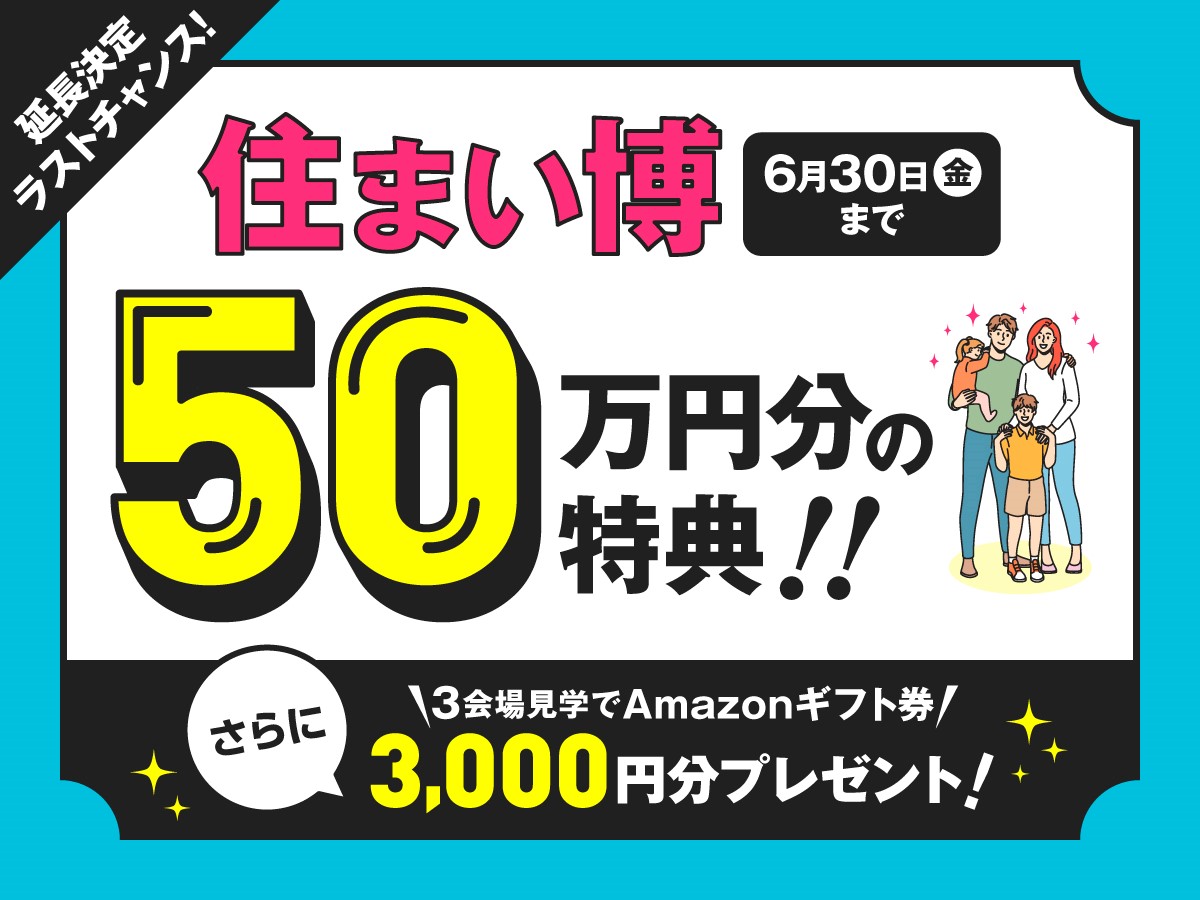 延長決定
ラストチャンス!
住まい博
6月30日金
まで
50万円分の
特典!!
さらに
\3会場見学でAmazonギフト券/
3,000円分プレゼント!